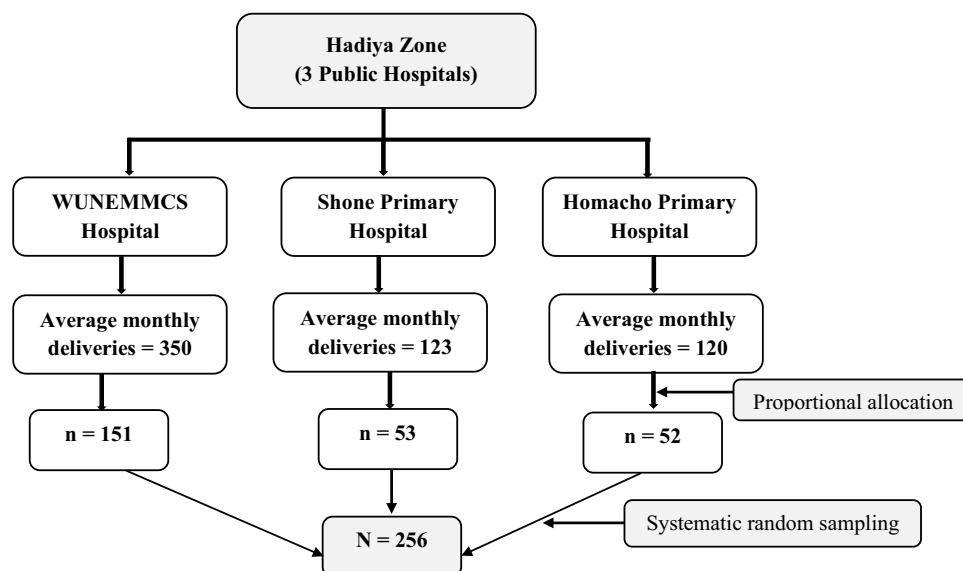 Hadiya Zone
(3 Public Hospitals)
WUNEMMCS
Hospital
Shone Primary
Hospital
Homacho Primary
Hospital
Average monthly
deliveries = 350
Average monthly
deliveries = 123
Average monthly
deliveries = 120
Proportional allocation
n = 151
n = 53
n = 52
Systematic random sampling
N = 256